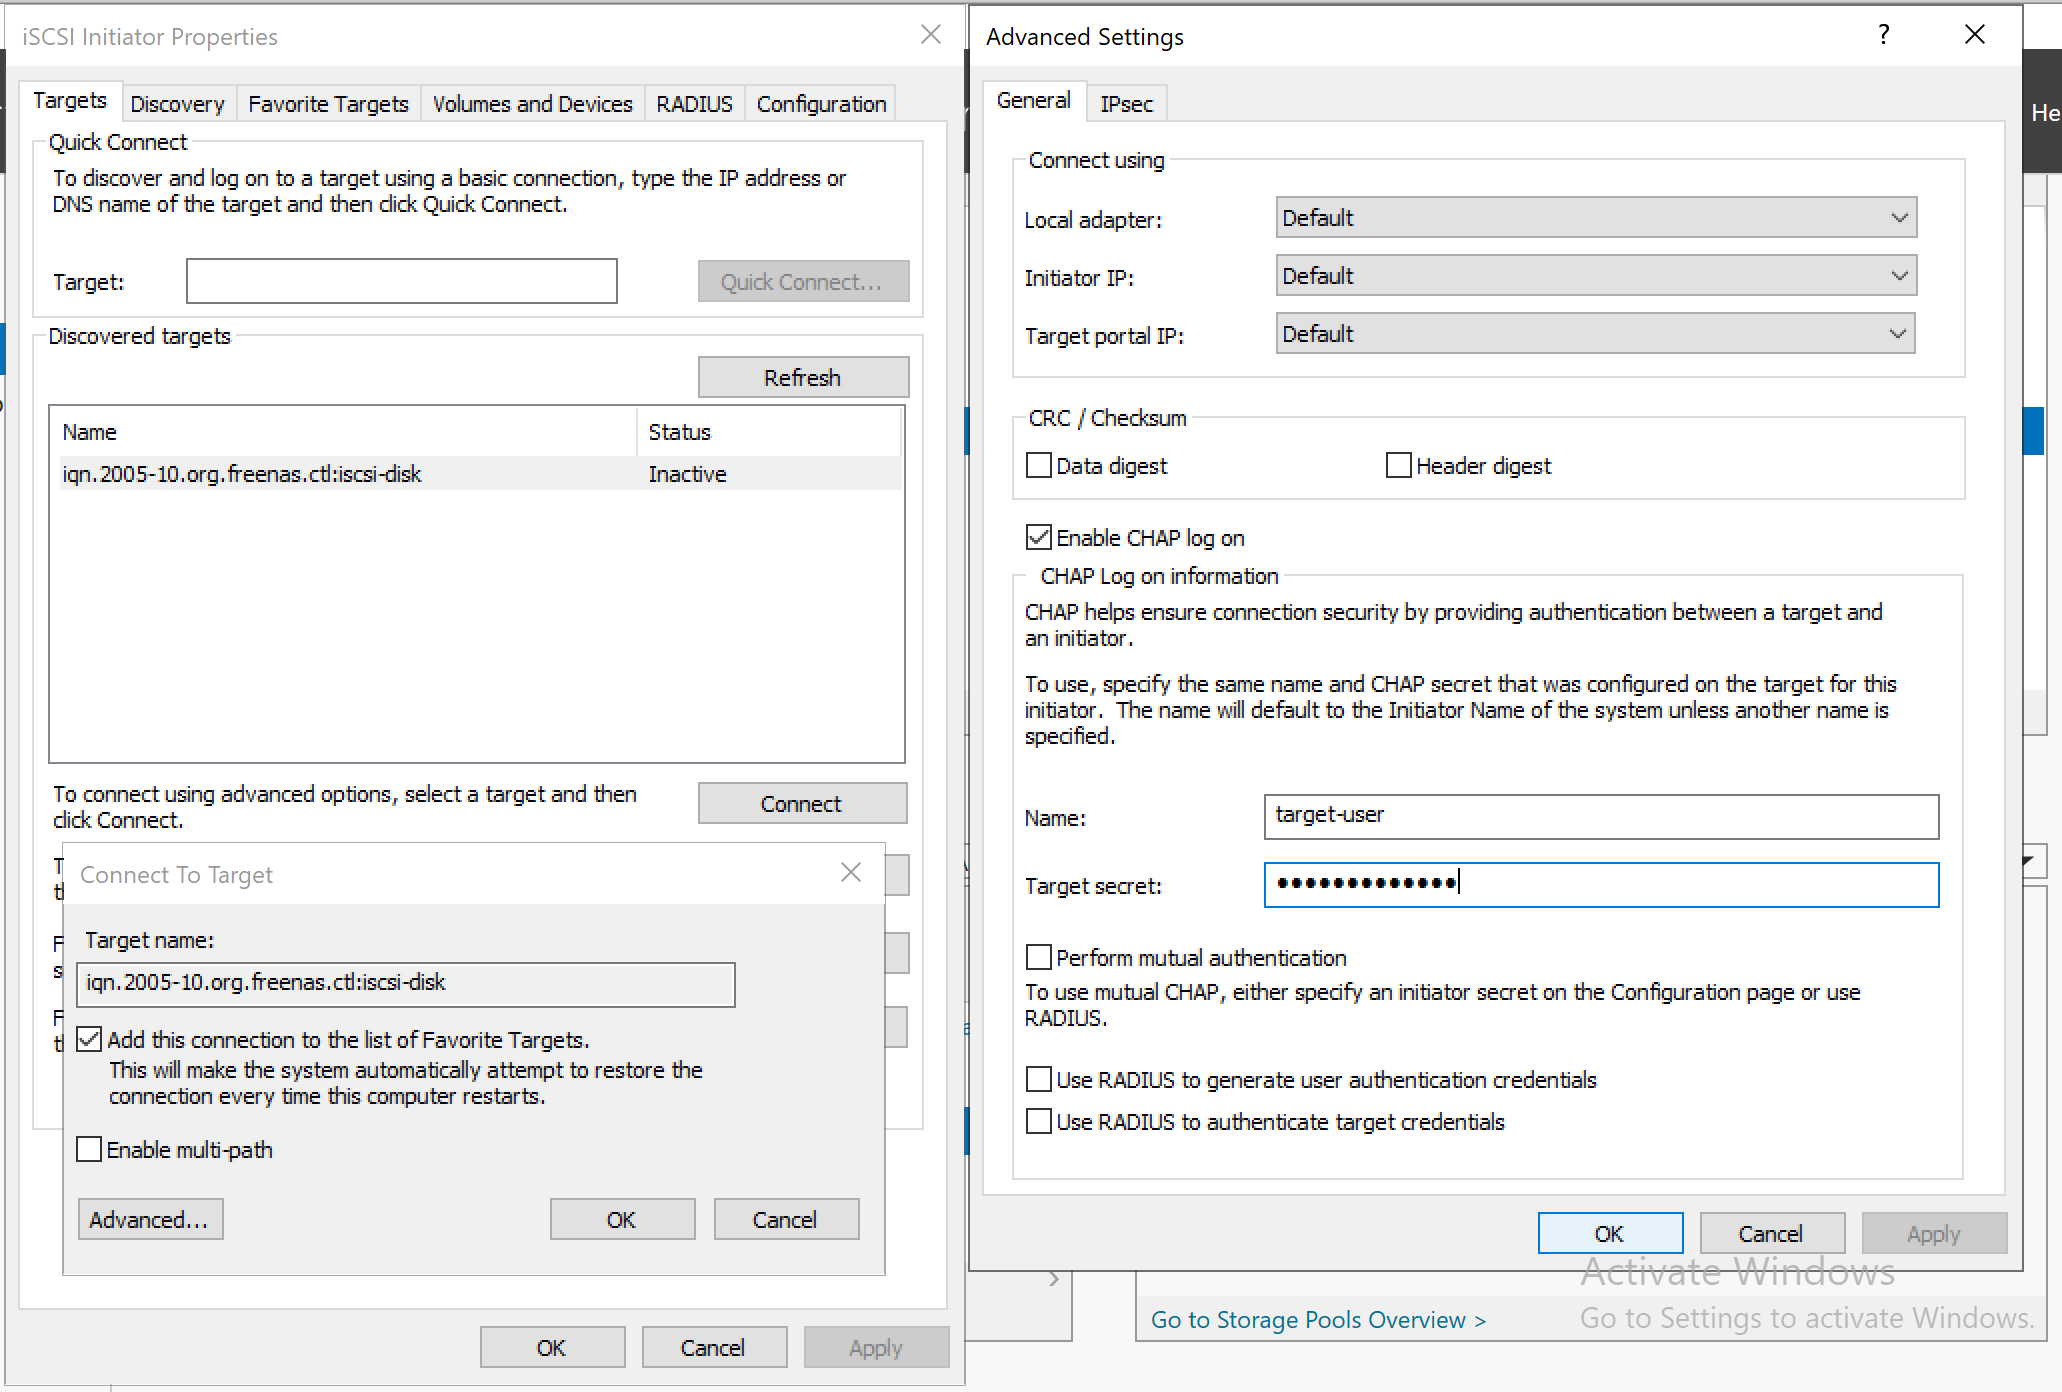 iSCSI Initiator Properties
Targets
Discovery
Favorite Targets
Volumes and Devices
RADIUS
Configuration
Quick Connect
To discover and log on to a target using a basic connection, type the IP address or
DNS name of the target and then click Quick Connect.
Target:
Quick Connect...
Discovered targets
Refresh
Name
Status
iqn.2005-10.org.freenas.ctl:iscsi-disk
Inactive
To connect using advanced options, select a target and then
click Connect.
Connect
Connect To Target
Target name:
iqn.2005-10.org.freenas.ctl:iscsi-disk
Add this connection to the list of Favorite Targets.
This will make the system automatically attempt to restore the
connection every time this computer restarts.
Enable multi-path
Advanced...
OK
Cancel
OK
Cancel
Apply
Advanced Settings
?
General
IPsec
Connect using
Local adapter:
Default
Initiator IP:
Default
Target portal IP:
Default
CRC / Checksum
Data digest
Header digest
Enable CHAP log on
CHAP Log on information
CHAP helps ensure connection security by providing authentication between a target and
an initiator.
To use, specify the same name and CHAP secret that was configured on the target for this
initiator.  The name will default to the Initiator Name of the system unless another name is
specified.
Name:
target-user
Target secret:
•••••••••••••
Perform mutual authentication
To use mutual CHAP, either specify an initiator secret on the Configuration page or use
RADIUS.
Use RADIUS to generate user authentication credentials
Use RADIUS to authenticate target credentials
OK
Cancel
Apply
Activate Windows
Go to Settings to activate Windows.
Go to Storage Pools Overview >